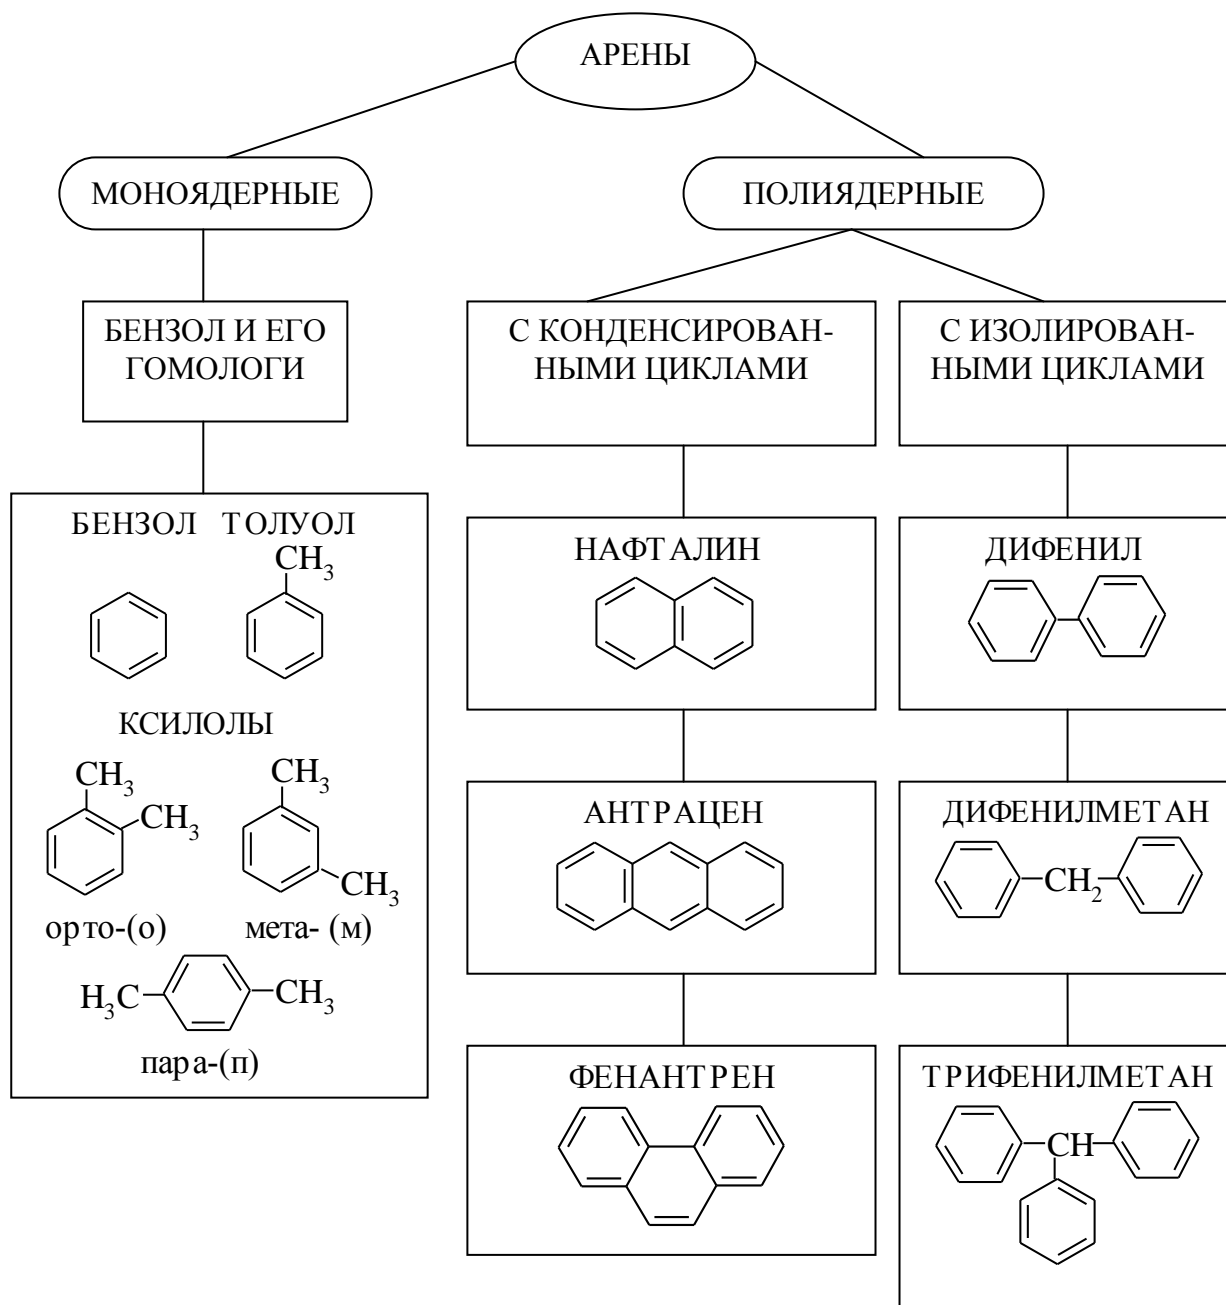 АРЕНЫ
МОНОЯДЕРНЫЕ
ПОЛИЯДЕРНЫЕ
БЕНЗОЛ И ЕГО
ГОМОЛОГИ
С КОНДЕНСИРОВАН-
НЫМИ ЦИКЛАМИ
С ИЗОЛИРОВАН-
НЫМИ ЦИКЛАМИ
БЕНЗОЛ ТОЛУОЛ
CH₃
КСИЛОЛЫ
CH₃
CH₃
CH₃
CH₃
орто-(о) мета- (м)
H₃C CH₃
пара-(п)
НАФТАЛИН
АНТРАЦЕН
ФЕНАНТРЕН
ДИФЕНИЛ
ДИФЕНИЛМЕТАН
CH₂
ТРИФЕНИЛМЕТАН
CH